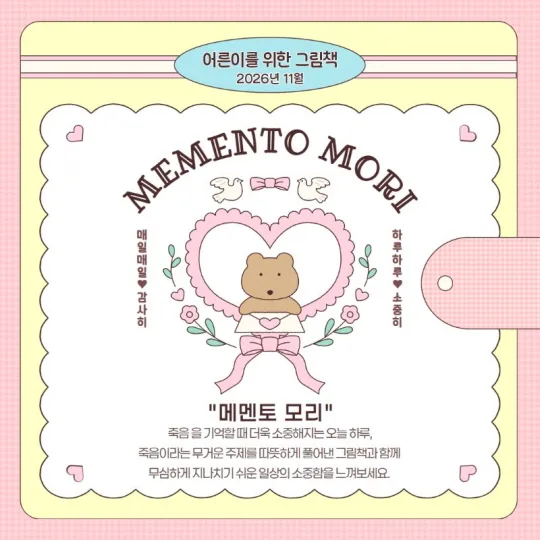 어른이를 위한 그림책
2026년 11월
MEMENTO MORI
매일매일♥감사히
하루하루♥소중히
"메멘토 모리"
죽음 을 기억할 때 더욱 소중해지는 오늘 하루,
죽음이라는 무거운 주제를 따뜻하게 풀어낸 그림책과 함께
무심하게 지나치기 쉬운 일상의 소중함을 느껴보세요.